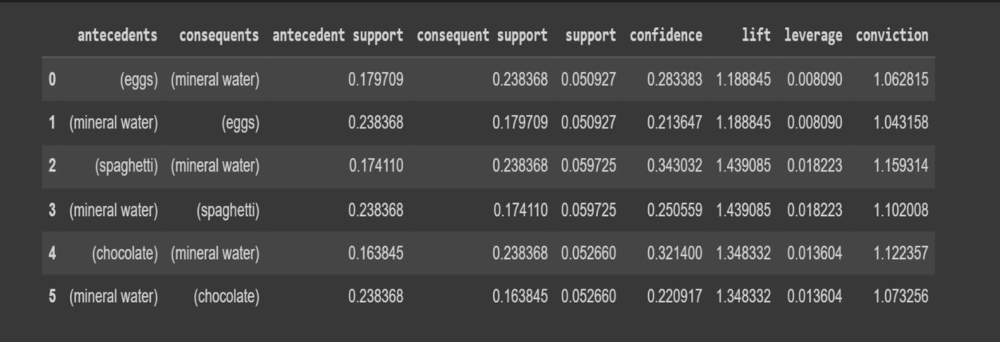 antecedents consequents antecedent support consequent support support confidence lift leverage conviction
0 (eggs) (mineral water) 0.179709 0.238368 0.050927 0.283383 1.188845 0.008090 1.062815
1 (mineral water) (eggs) 0.238368 0.179709 0.050927 0.213647 1.188845 0.008090 1.043158
2 (spaghetti) (mineral water) 0.174110 0.238368 0.059725 0.343032 1.439085 0.018223 1.159314
3 (mineral water) (spaghetti) 0.238368 0.174110 0.059725 0.250559 1.439085 0.018223 1.102008
4 (chocolate) (mineral water) 0.163845 0.238368 0.052660 0.321400 1.348332 0.013604 1.122357
5 (mineral water) (chocolate) 0.238368 0.163845 0.052660 0.220917 1.348332 0.013604 1.073256